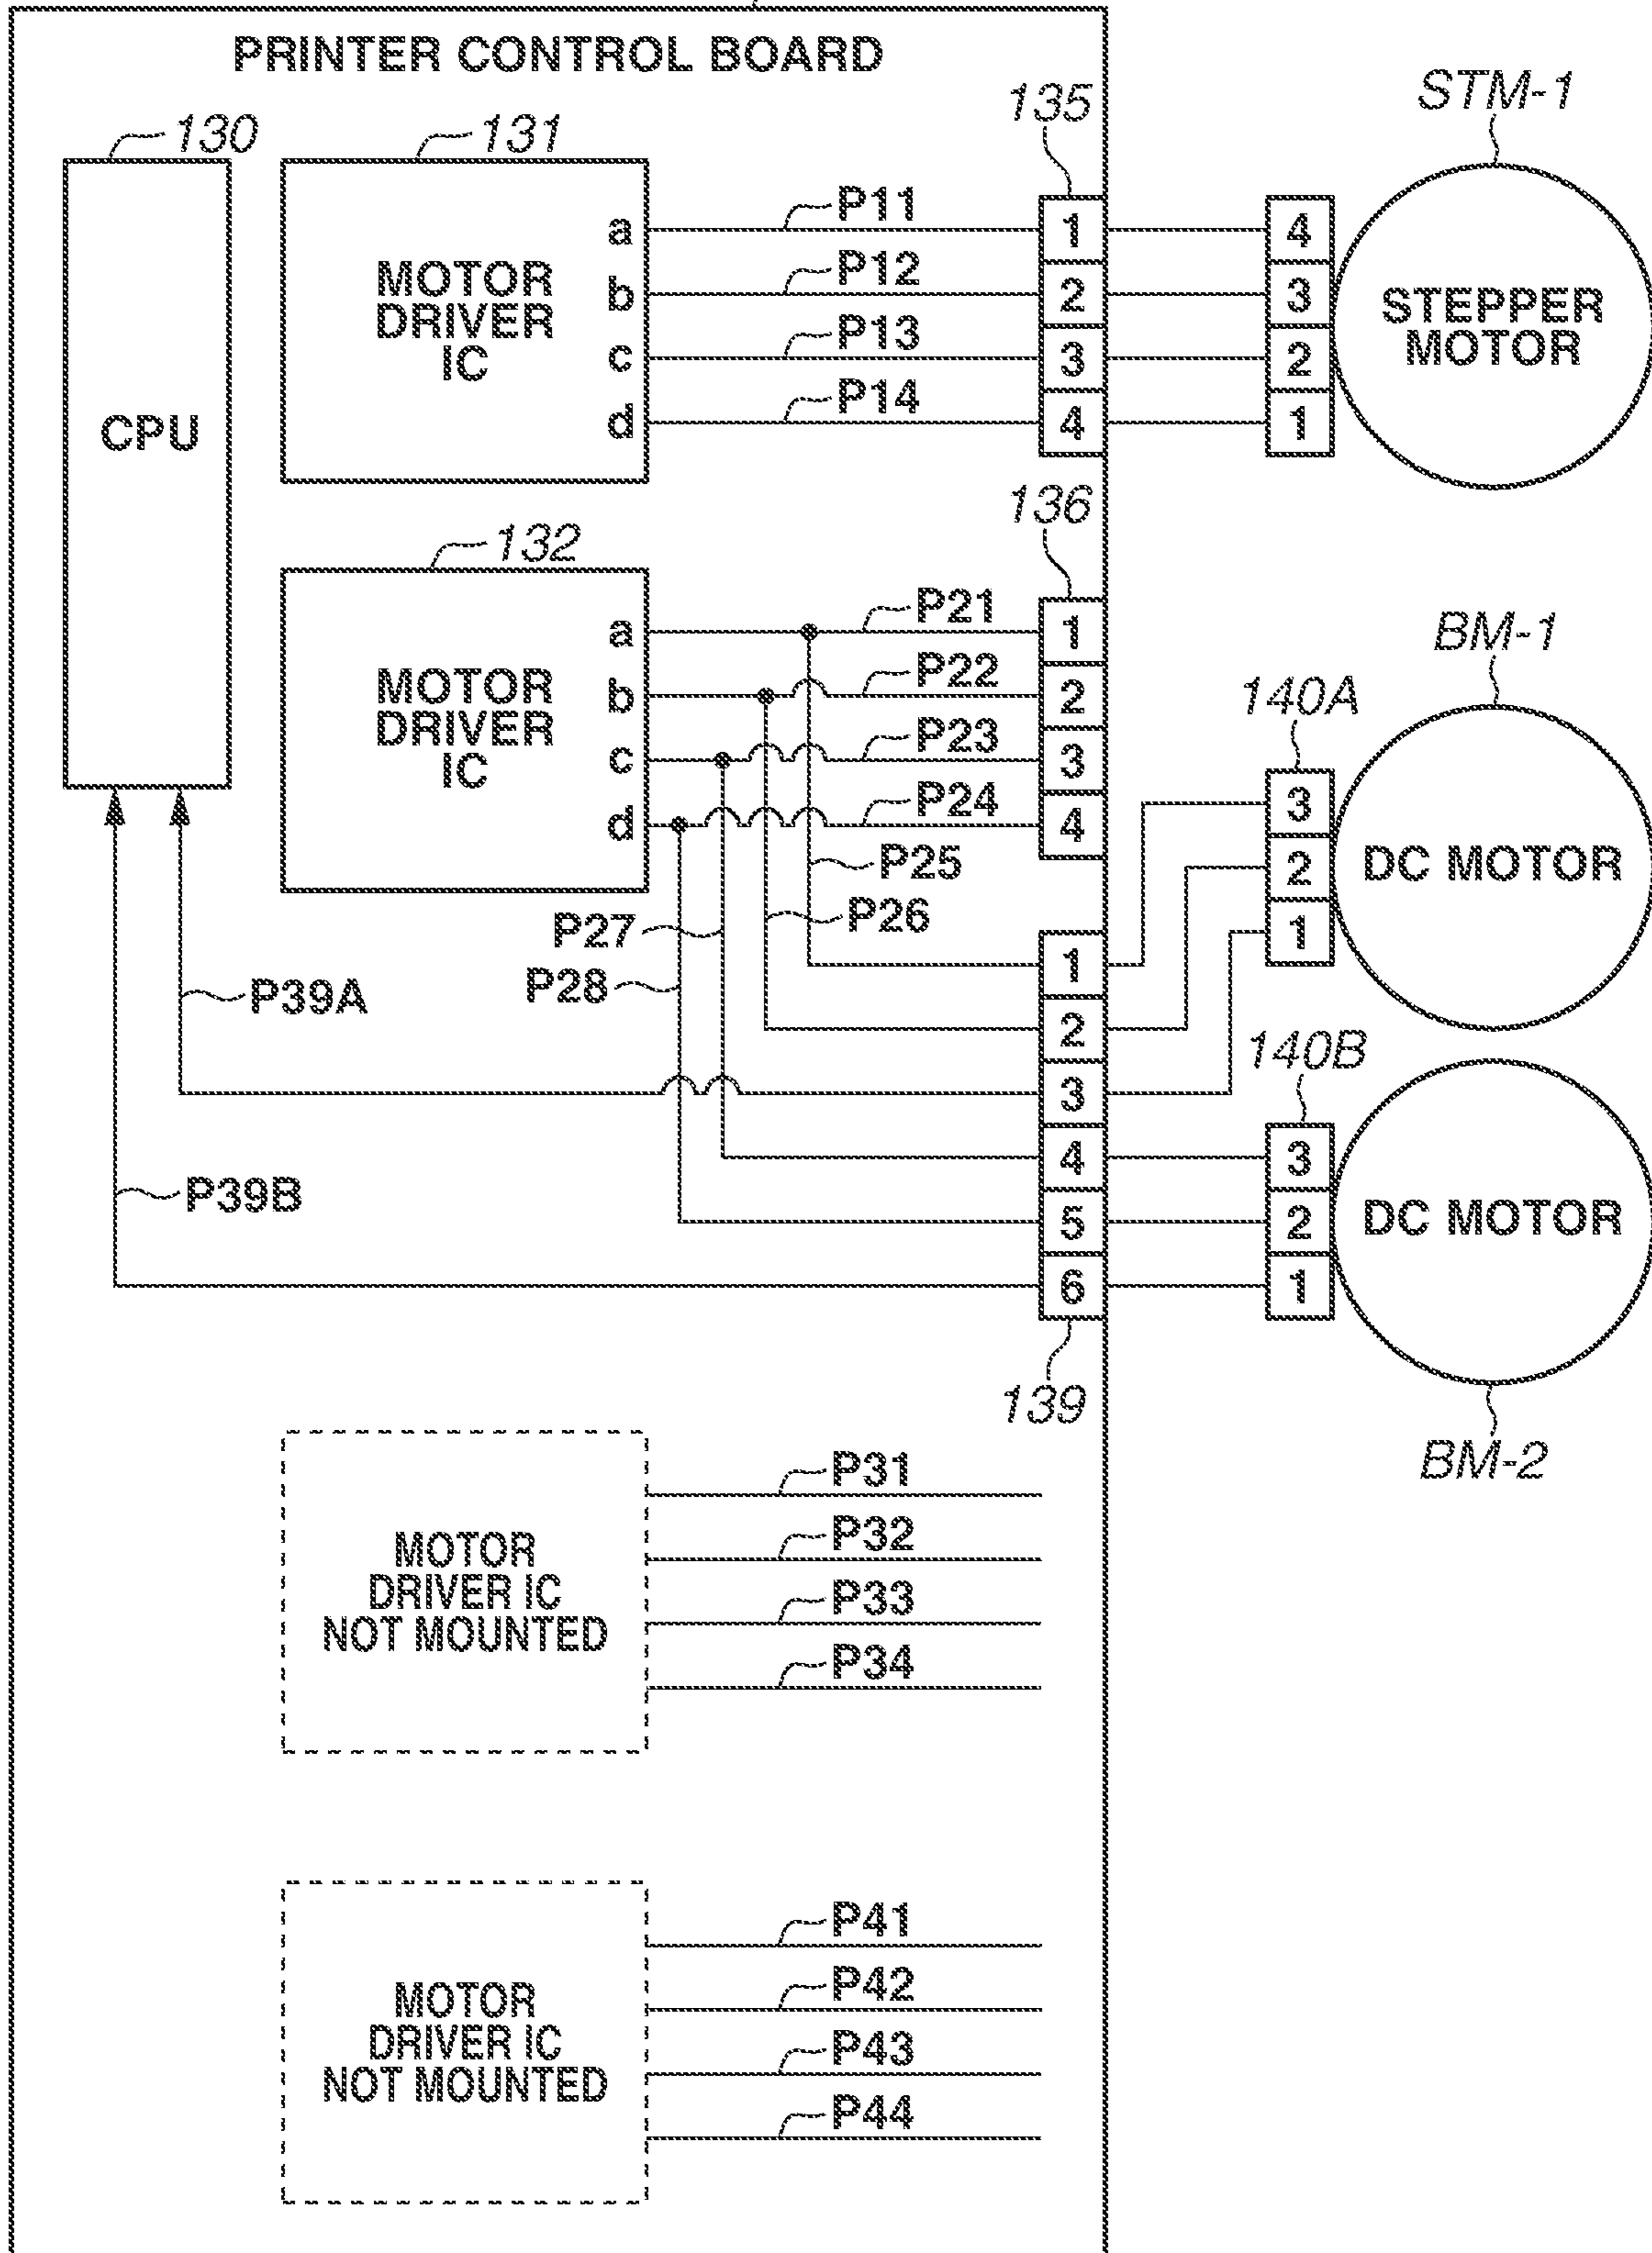 PRINTER CONTROL BOARD
130
131
135
STM-1
CPU
MOTOR
DRIVER
IC
a
b
c
d
P11
P12
P13
P14
1
2
3
4
4
3
2
1
STEPPER
MOTOR
132
136
MOTOR
DRIVER
IC
a
b
c
d
P21
P22
P23
P24
1
2
3
4
BM-1
140A
3
2
1
DC MOTOR
P25
P26
P27
P28
P39A
P39B
1
2
3
4
5
6
139
140B
3
2
1
DC MOTOR
BM-2
MOTOR
DRIVER IC
NOT MOUNTED
P31
P32
P33
P34
MOTOR
DRIVER IC
NOT MOUNTED
P41
P42
P43
P44